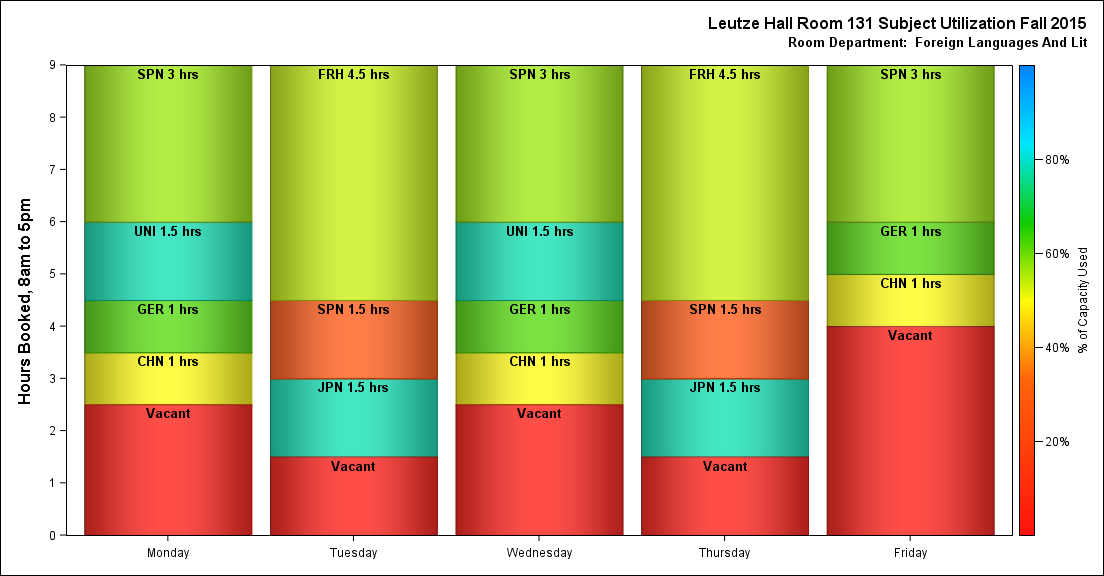 Leutze Hall Room 131 Subject Utilization Fall 2015
Room Department:  Foreign Languages And Lit
Hours Booked, 8am to 5pm
9
8
7
6
5
4
3
2
1
0
SPN 3 hrs
UNI 1.5 hrs
GER 1 hrs
CHN 1 hrs
Vacant
FRH 4.5 hrs
SPN 1.5 hrs
JPN 1.5 hrs
Vacant
SPN 3 hrs
UNI 1.5 hrs
GER 1 hrs
CHN 1 hrs
Vacant
FRH 4.5 hrs
SPN 1.5 hrs
JPN 1.5 hrs
Vacant
SPN 3 hrs
GER 1 hrs
CHN 1 hrs
Vacant
Monday
Tuesday
Wednesday
Thursday
Friday
80%
60%
40%
20%
% of Capacity Used